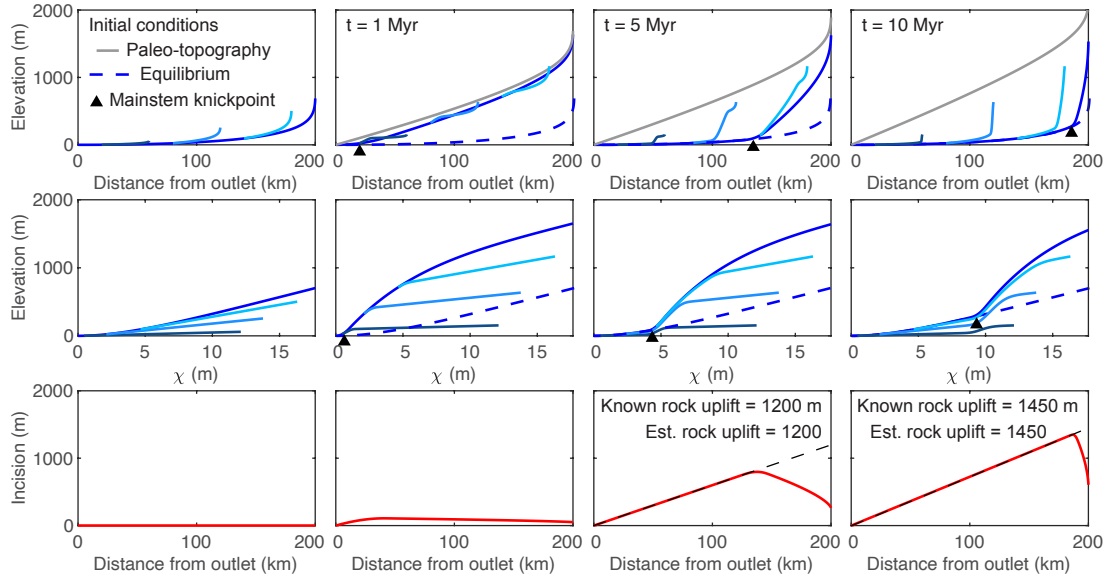 Initial conditions
Paleo-topography
Equilibrium
Mainstem knickpoint
t = 1 Myr
t = 5 Myr
t = 10 Myr
Elevation (m)
2000
1000
0
0 100 200
0 100 200
0 100 200
0 100 200
Distance from outlet (km)
Distance from outlet (km)
Distance from outlet (km)
Distance from outlet (km)
Elevation (m)
2000
1000
0
0 5 10 15
0 5 10 15
0 5 10 15
0 5 10 15
χ (m)
χ (m)
χ (m)
χ (m)
Incision (m)
2000
1000
0
Known rock uplift = 1200 m
Est. rock uplift = 1200
Known rock uplift = 1450 m
Est. rock uplift = 1450
0 100 200
0 100 200
0 100 200
0 100 200
Distance from outlet (km)
Distance from outlet (km)
Distance from outlet (km)
Distance from outlet (km)